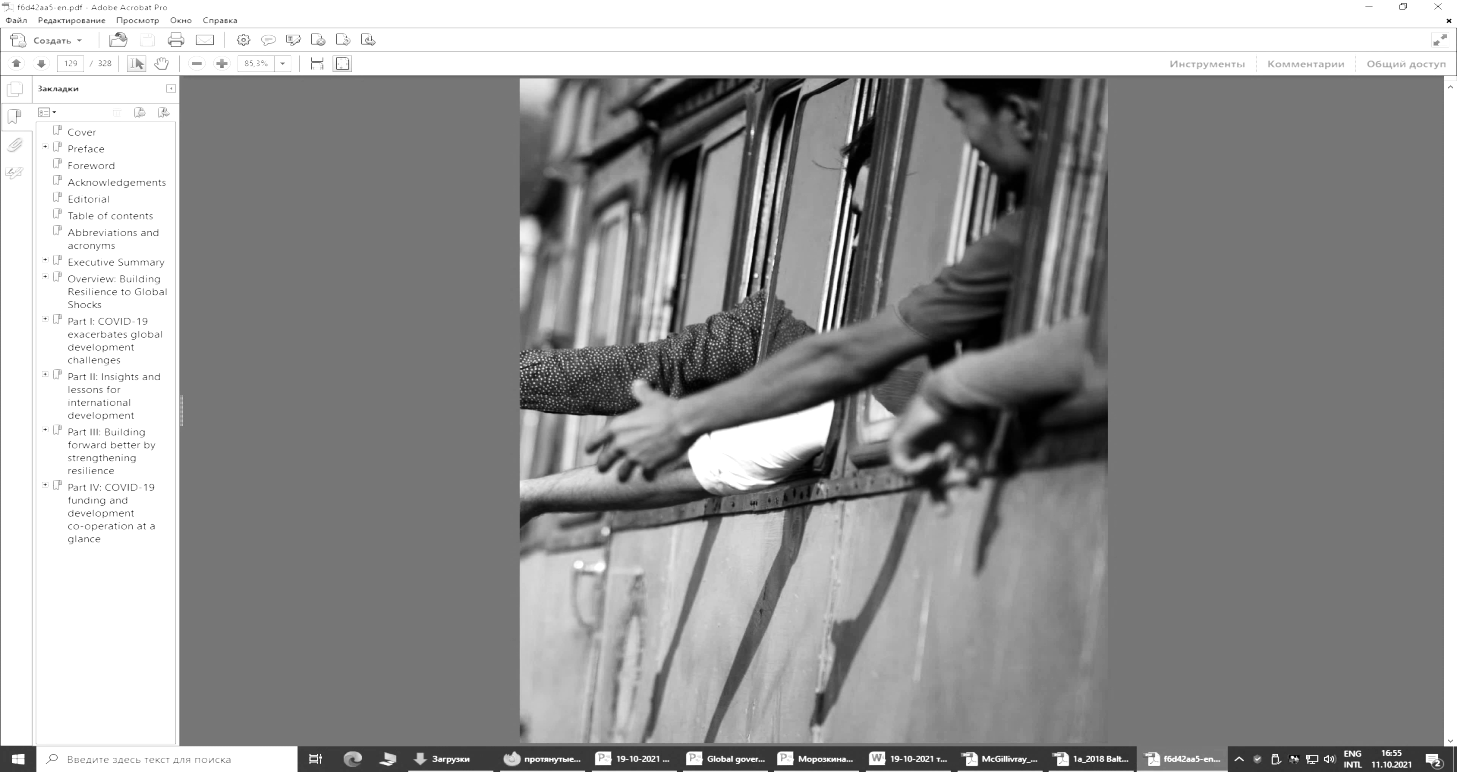 f6d42aa5-en.pdf - Adobe Acrobat Pro
Файл Редактирование Просмотр Окно Справка
Создать
129 / 328 85,3%
Инструменты Комментарии Общий доступ
Закладки
Cover
Preface
Foreword
Acknowledgements
Editorial
Table of contents
Abbreviations and
acronyms
Executive Summary
Overview: Building
Resilience to Global
Shocks
Part I: COVID-19
exacerbates global
development
challenges
Part II: Insights and
lessons for
international
development
Part III: Building
forward better by
strengthening
resilience
Part IV: COVID-19
funding and
development
co-operation at a
glance
Введите здесь текст для поиска
Загрузки
протянутые...
19-10-2021 ...
Global gover...
Морозкина...
19-10-2021 т...
McGillivray_...
1a_2018 Balt...
f6d42aa5-en...
ENG
INTL
16:55
11.10.2021
2